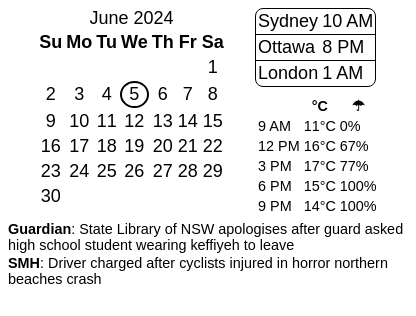 June 2024
Su Mo Tu We Th Fr Sa
1
2 3 4 5 6 7 8
9 10 11 12 13 14 15
16 17 18 19 20 21 22
23 24 25 26 27 28 29
30
Sydney 10 AM
Ottawa 8 PM
London 1 AM
°C ☂
9 AM 11°C 0%
12 PM 16°C 67%
3 PM 17°C 77%
6 PM 15°C 100%
9 PM 14°C 100%
Guardian: State Library of NSW apologises after guard asked
high school student wearing keffiyeh to leave
SMH: Driver charged after cyclists injured in horror northern
beaches crash